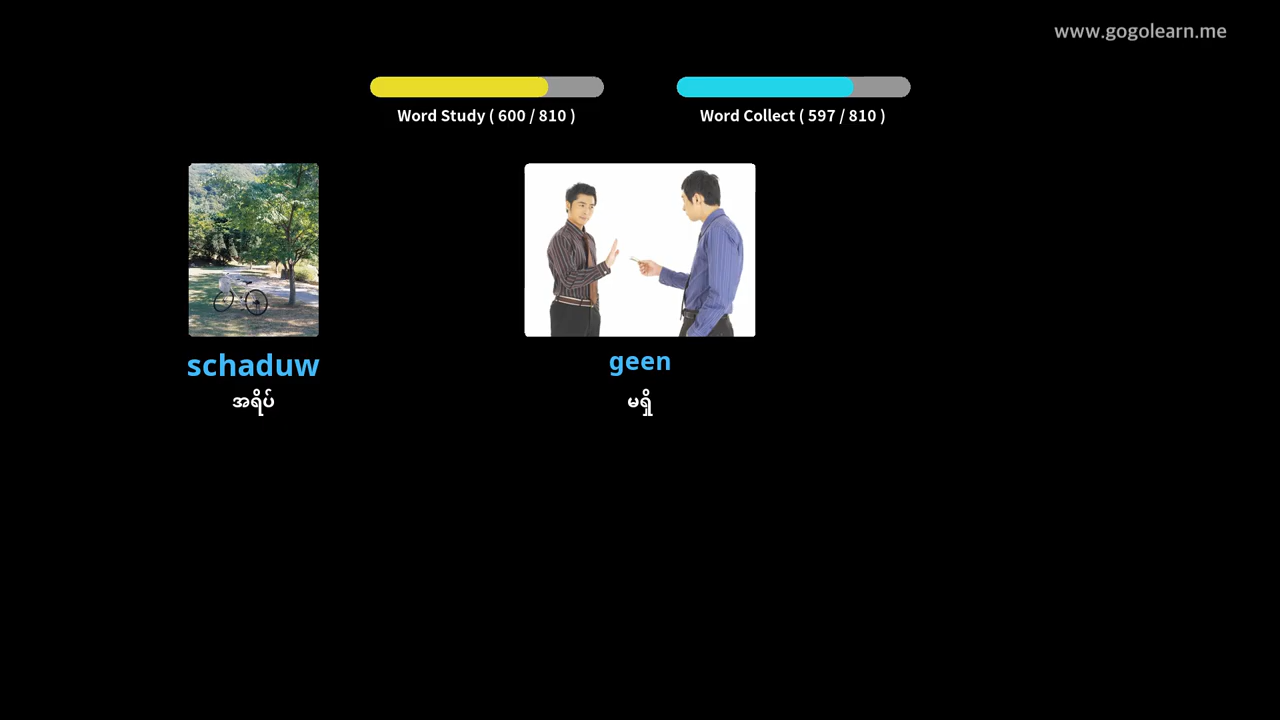 www.gogolearn.me
Word Study ( 600 / 810 )
Word Collect ( 597 / 810 )
schaduw
အရိပ်
geen
မရှိ